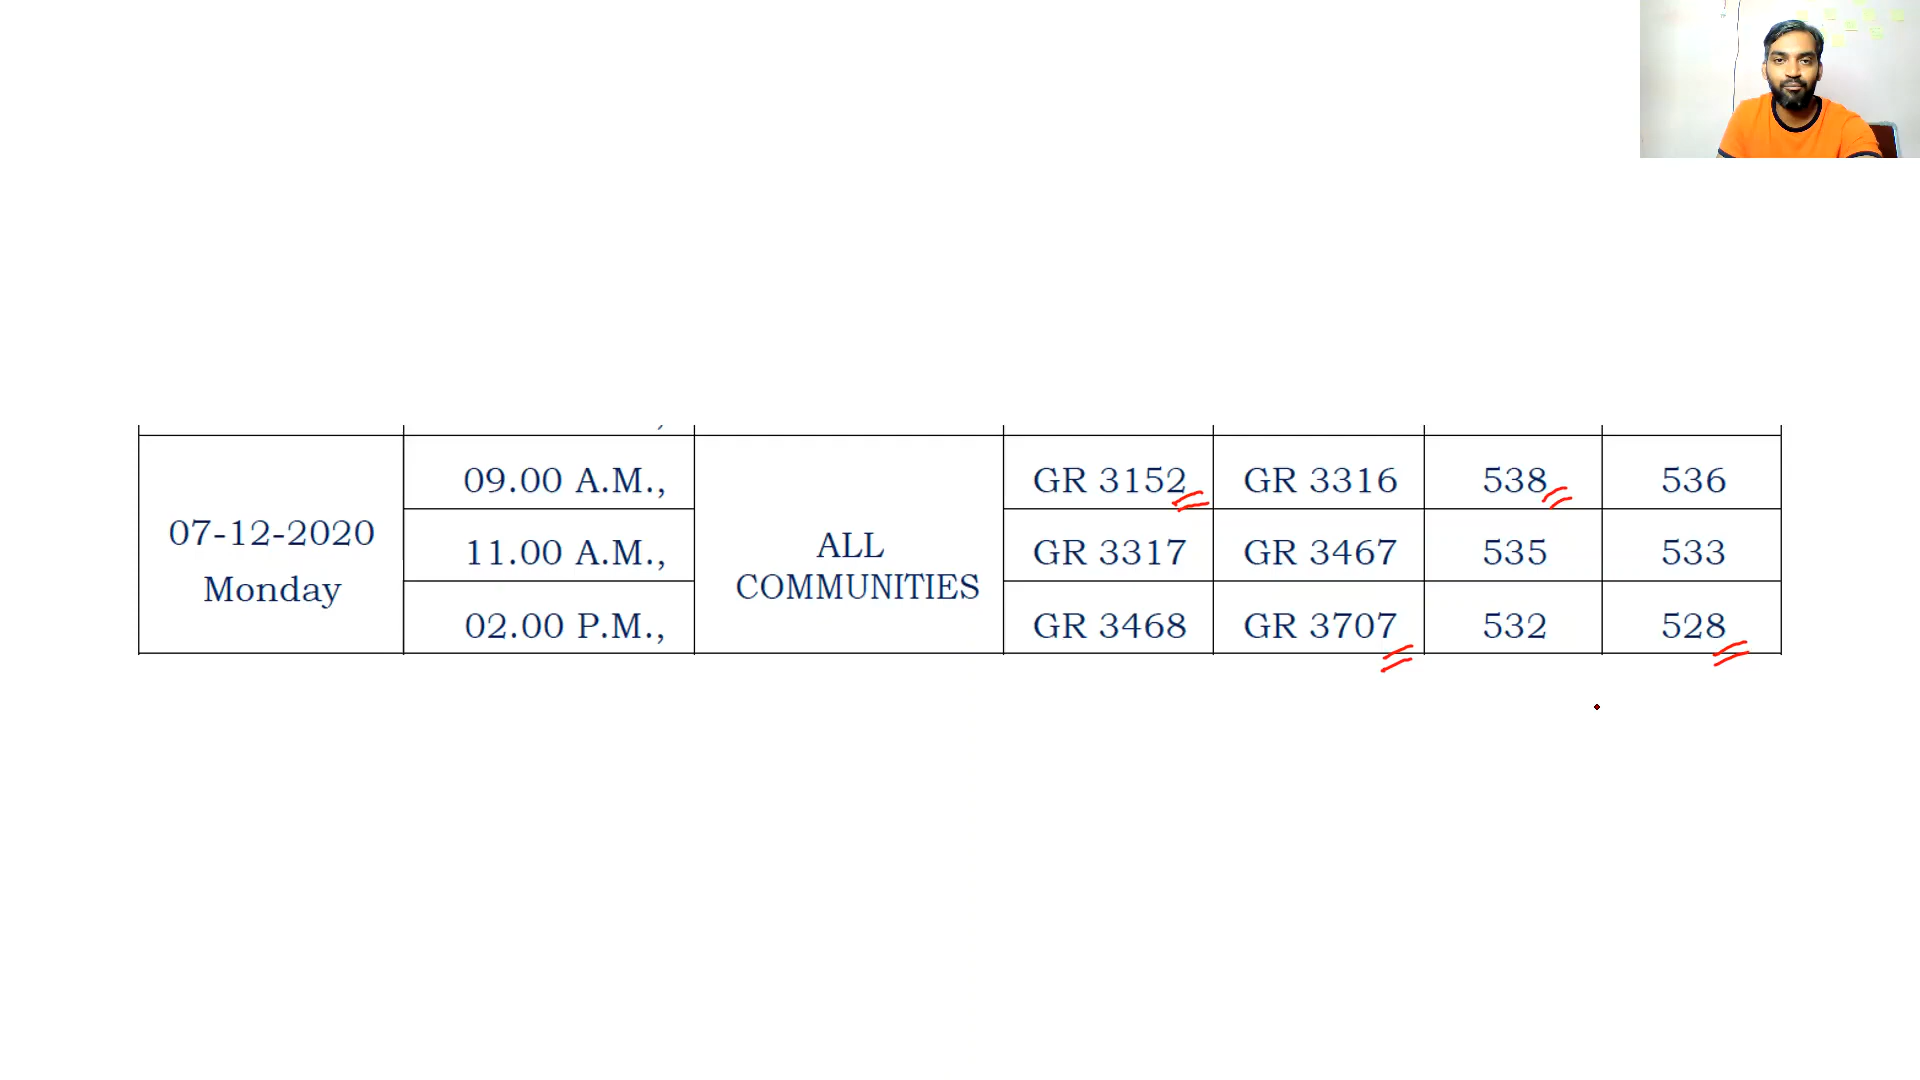 09.00 A.M., GR 3152 GR 3316 538 536
07-12-2020
Monday
11.00 A.M., GR 3317 GR 3467 535 533
ALL
COMMUNITIES
02.00 P.M., GR 3468 GR 3707 532 528